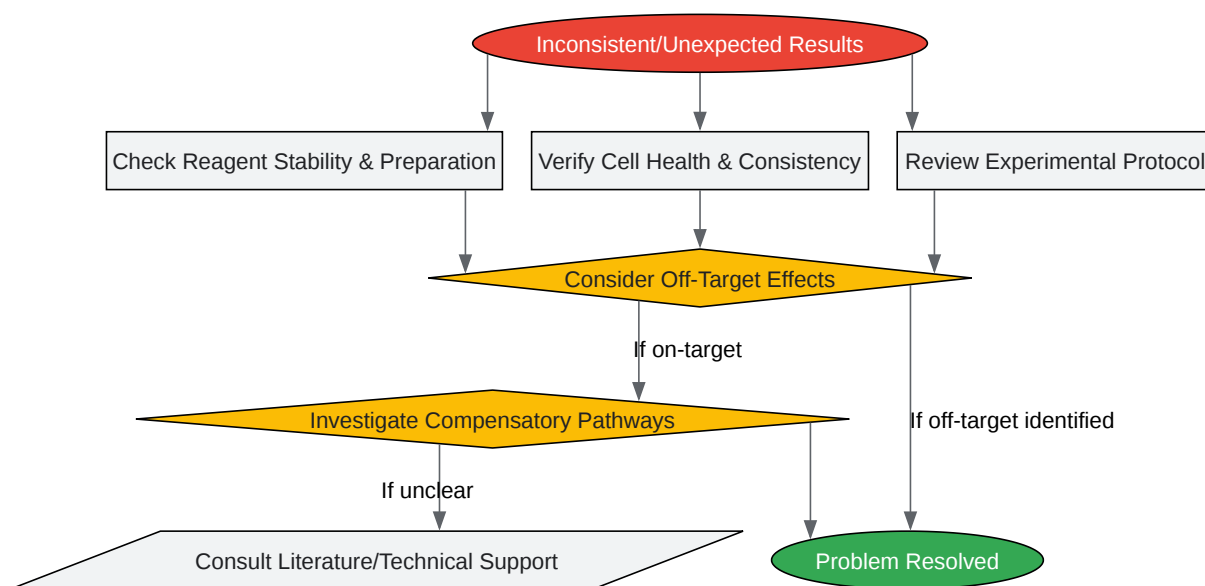 Inconsistent/Unexpected Results
Check Reagent Stability & Preparation
Verify Cell Health & Consistency
Review Experimental Protocol
Consider Off-Target Effects
If on-target
Investigate Compensatory Pathways
If off-target identified
If unclear
Consult Literature/Technical Support
Problem Resolved